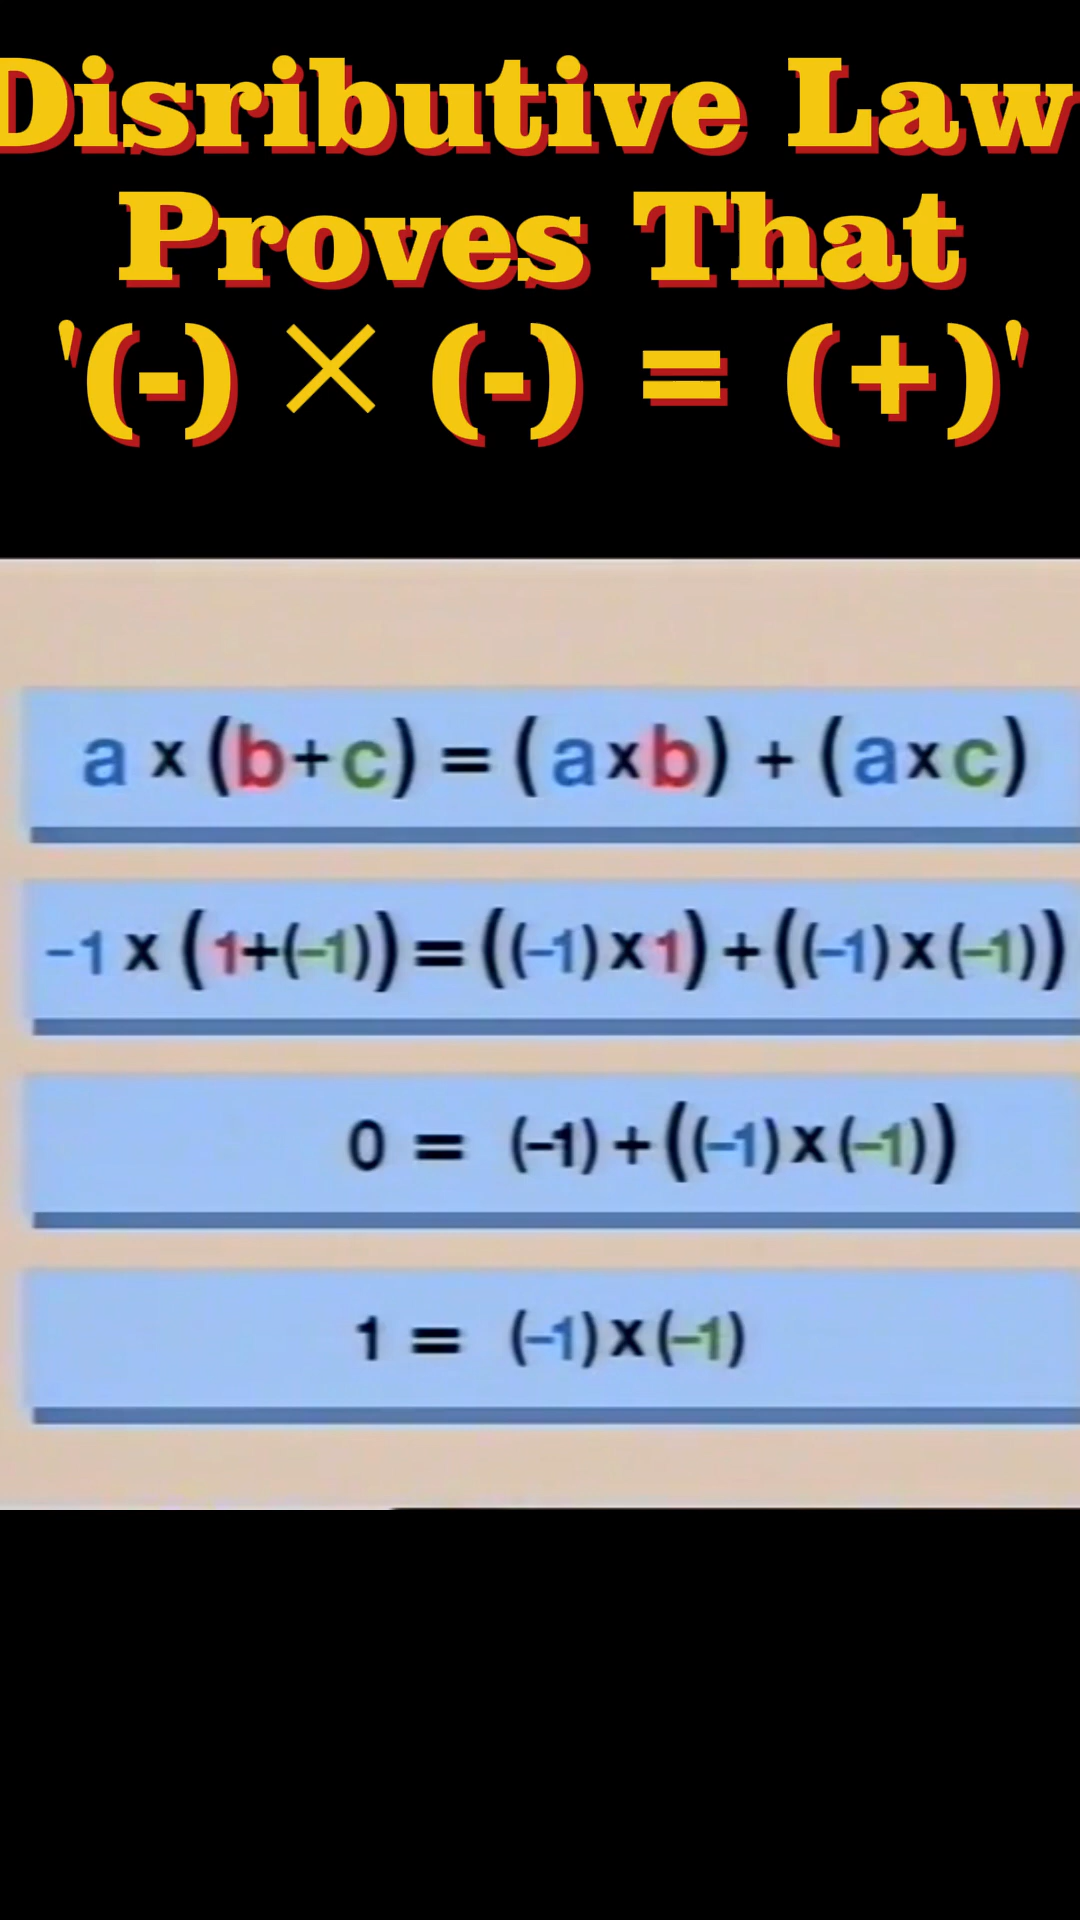 Disributive Law
Proves That
'(-) × (-) = (+)'
a x (b+c) = (axb) + (axc)
-1 x (1+(-1)) = ((-1) x 1) + ((-1) x (-1))
0 = (-1) + ((-1) x (-1))
1 = (-1) x (-1)